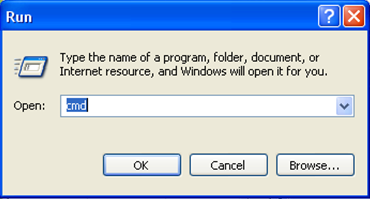 Run
Type the name of a program, folder, document, or
Internet resource, and Windows will open it for you.
Open: cmd
OK Cancel Browse...